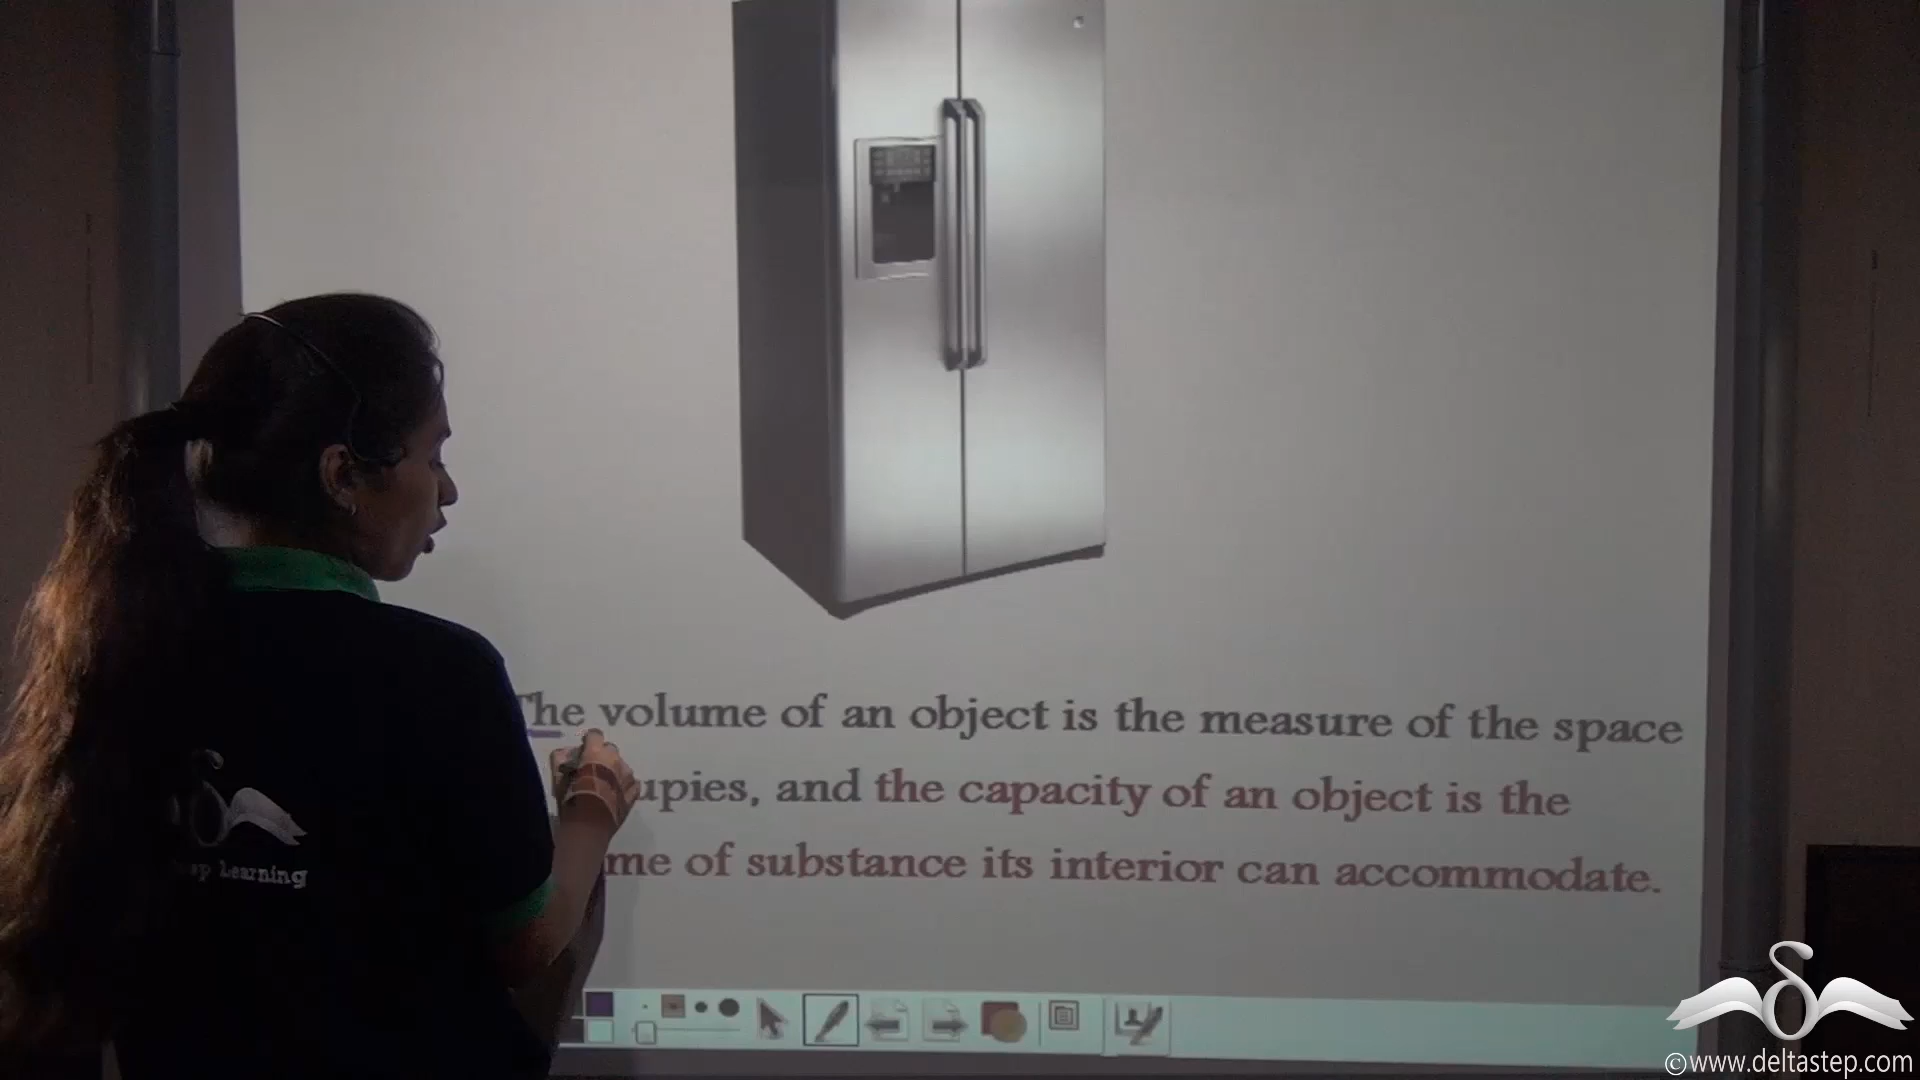 The volume of an object is the measure of the space
upies, and the capacity of an object is the
me of substance its interior can accommodate.
Learning
©www.deltastep.com